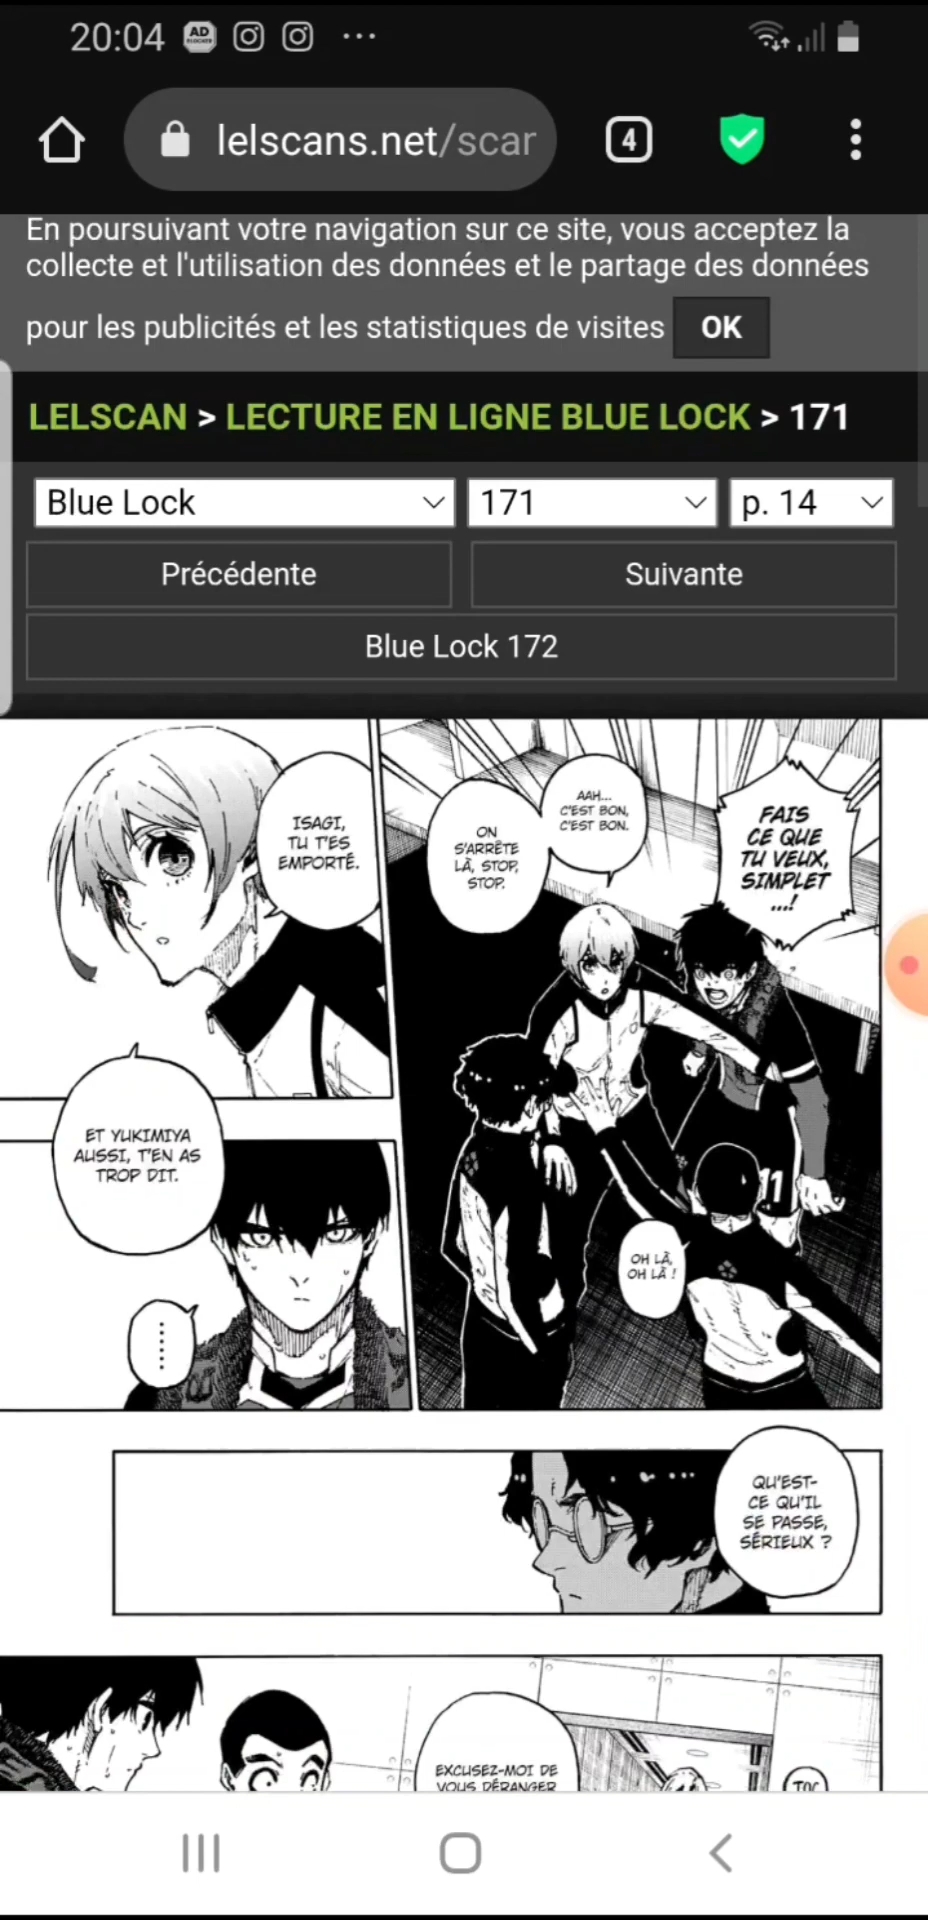 20:04
AD
BLOCKER
lelscans.net/scar
4
En poursuivant votre navigation sur ce site, vous acceptez la
collecte et l'utilisation des données et le partage des données
pour les publicités et les statistiques de visites OK
LELSCAN > LECTURE EN LIGNE BLUE LOCK > 171
Blue Lock 171 p. 14
Précédente Suivante
Blue Lock 172
FAIS
CE QUE
TU VEUX,
SIMPLET
...!
AAH...
C'EST BON,
C'EST BON.
ON
S'ARRÊTE
LÀ, STOP,
STOP.
11
OH LÀ,
OH LÀ !
ISAGI,
TU T'ES
EMPORTÉ.
ET YUKIMIYA
AUSSI, T'EN AS
TROP DIT.
......
QU'EST-
CE QU'IL
SE PASSE,
SÉRIEUX ?
TOC
EXCUSEZ-MOI DE
VOUS DÉRANGER